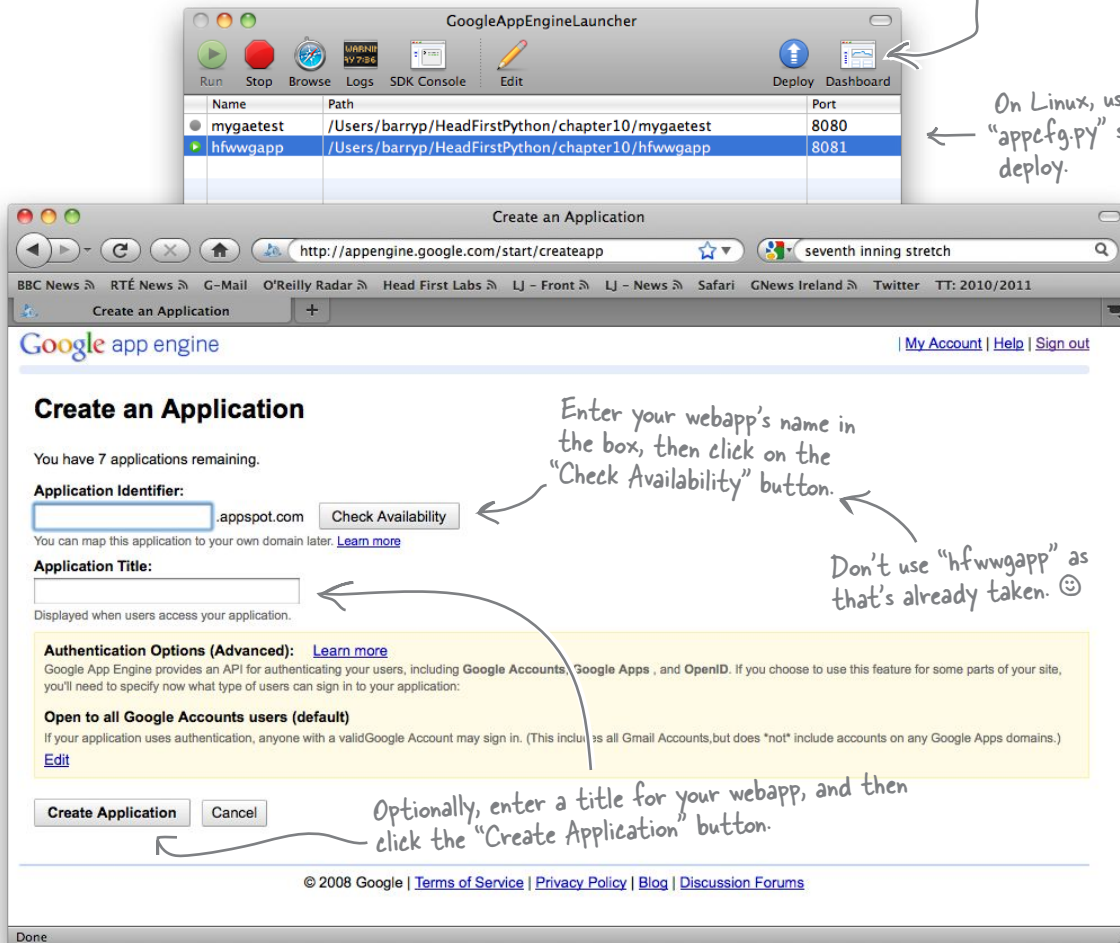 GoogleAppEngineLauncher
Run Stop Browse Logs SDK Console Edit Deploy Dashboard
Name Path Port
mygaetest /Users/barryp/HeadFirstPython/chapter10/mygaetest 8080
hfwwgapp /Users/barryp/HeadFirstPython/chapter10/hfwwgapp 8081
On Linux,
"appcfg.py"
deploy.
Create an Application
http://appengine.google.com/start/createapp
seventh inning stretch
BBC News RTÉ News G-Mail O'Reilly Radar Head First Labs LJ - Front LJ - News Safari GNews Ireland Twitter TT: 2010/2011
Create an Application +
Google app engine
| My Account | Help | Sign out
Create an Application
You have 7 applications remaining.
Application Identifier:
.appspot.com Check Availability
You can map this application to your own domain later. Learn more
Enter your webapp's name in
the box, then click on the
"Check Availability" button.
Don't use "hfwwgapp" as
that's already taken. ☺
Application Title:
Displayed when users access your application.
Authentication Options (Advanced): Learn more
Google App Engine provides an API for authenticating your users, including Google Accounts, Google Apps , and OpenID. If you choose to use this feature for some parts of your site,
you'll need to specify now what type of users can sign in to your application:
Open to all Google Accounts users (default)
If your application uses authentication, anyone with a validGoogle Account may sign in. (This includes all Gmail Accounts,but does *not* include accounts on any Google Apps domains.)
Edit
Create Application Cancel
Optionally, enter a title for your webapp, and then
click the "Create Application" button.
© 2008 Google | Terms of Service | Privacy Policy | Blog | Discussion Forums
Done